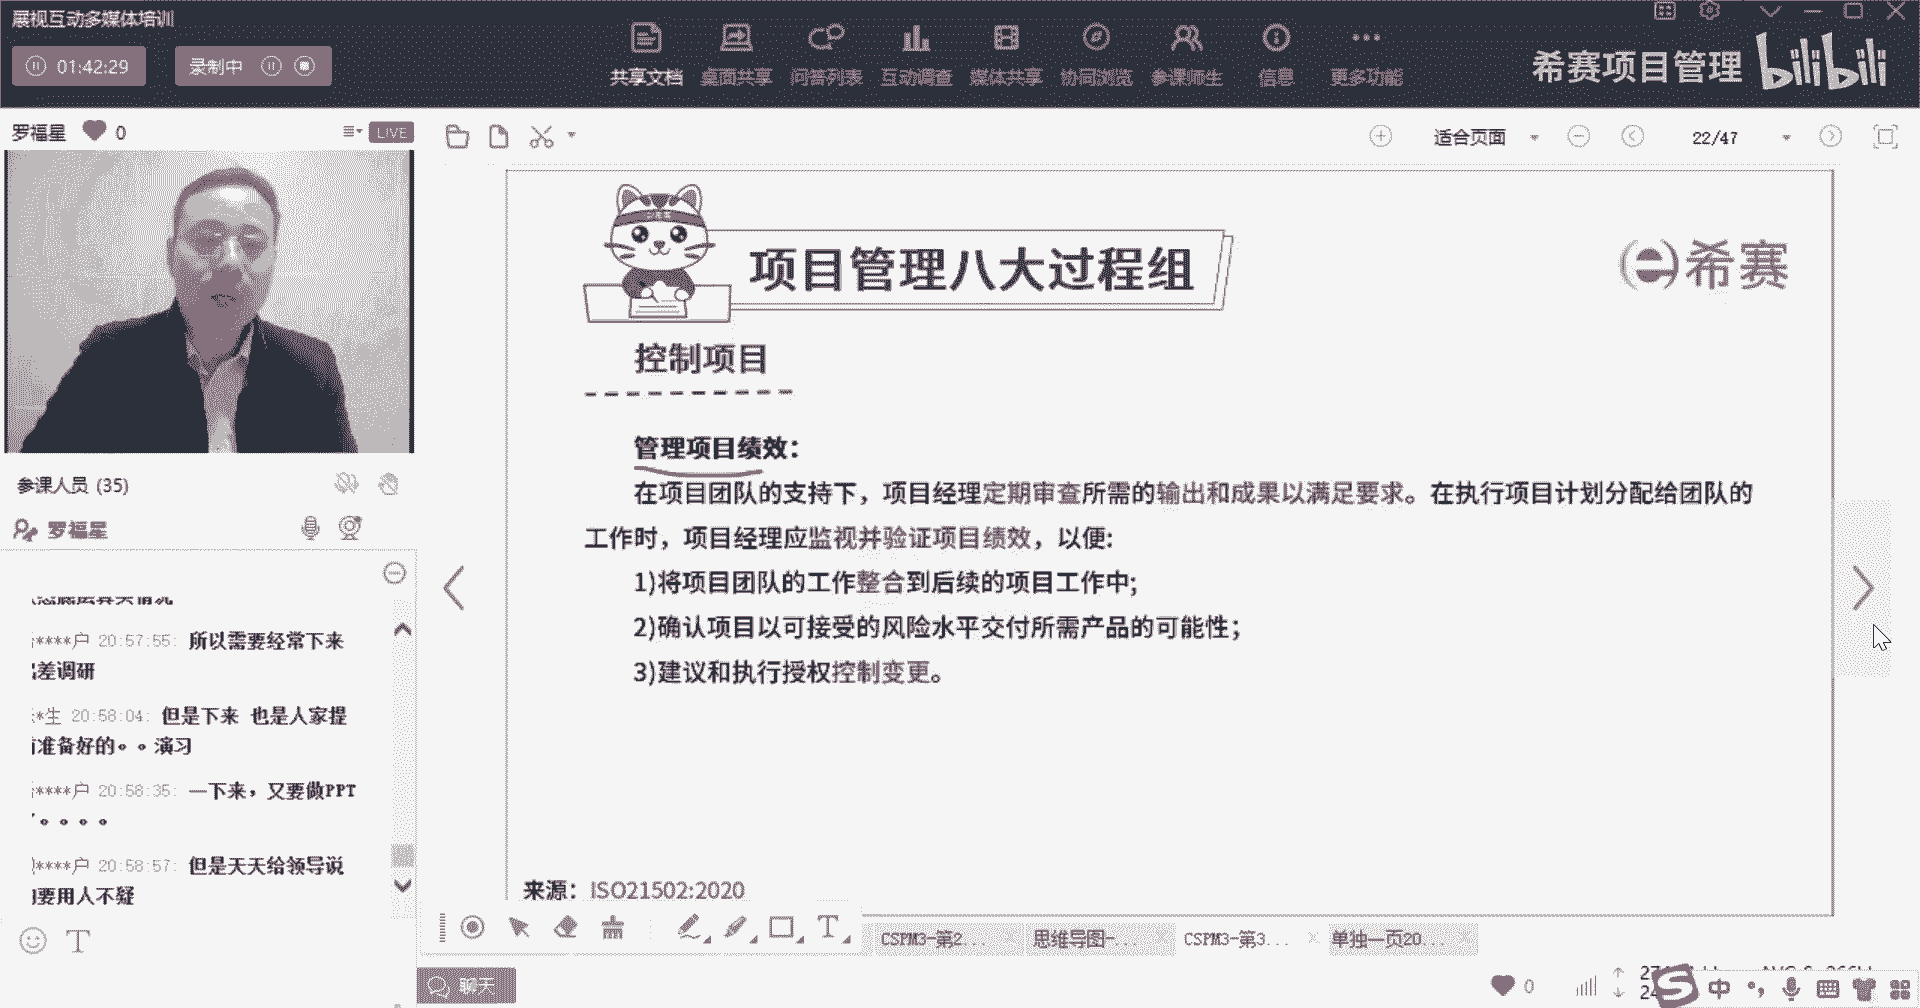 展视互动多媒体培训
01:42:29
录制中
共享文档 桌面共享 问答列表 互动调查 媒体共享 协同浏览 参课师生 信息 更多功能
希赛项目管理 bilibili
罗福星 0
LIVE
适合页面
22/47
项目管理八大过程组
希赛
控制项目
管理项目绩效：
在项目团队的支持下，项目经理定期审查所需的输出和成果以满足要求。在执行项目计划分配给团队的
工作时，项目经理应监视并验证项目绩效，以便:
1)将项目团队的工作整合到后续的项目工作中;
2)确认项目以可接受的风险水平交付所需产品的可能性；
3)建议和执行授权控制变更。
来源：ISO21502:2020
参课人员 (35)
罗福星
****户 20:57:55: 所以需要经常下来
差调研
*生 20:58:04: 但是下来 也是人家提
准备好的。。演习
****户 20:58:35: 一下来，又要做PPT
。。。。
****户 20:58:57: 但是天天给领导说
要用人不疑
T
T
CSPM3-第2...
思维导图-...
CSPM3-第3...
单独一页20...
聊天
0
中